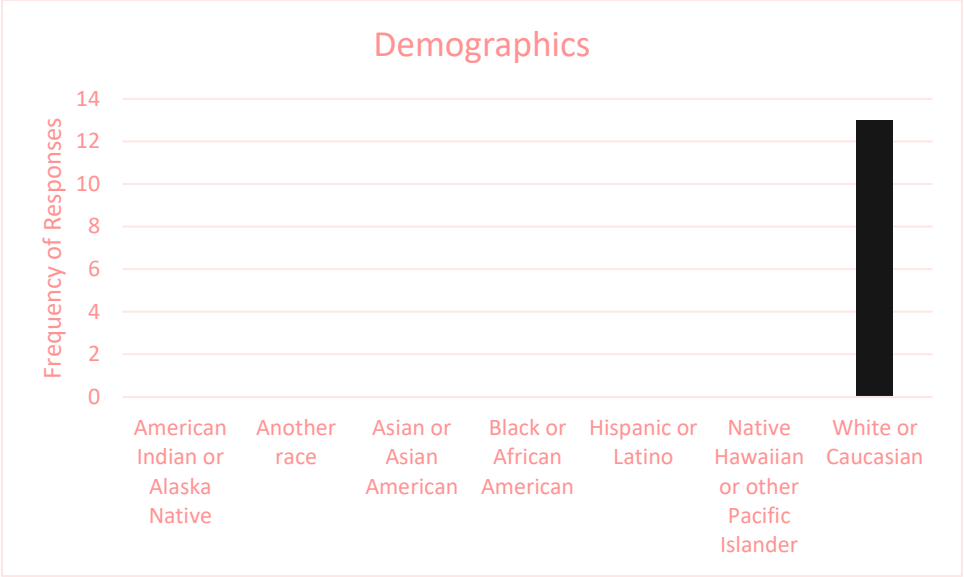 Demographics
Frequency of Responses
14
12
10
8
6
4
2
0
American Indian or Alaska Native
Another race
Asian or Asian American
Black or African American
Hispanic or Latino
Native Hawaiian or other Pacific Islander
White or Caucasian